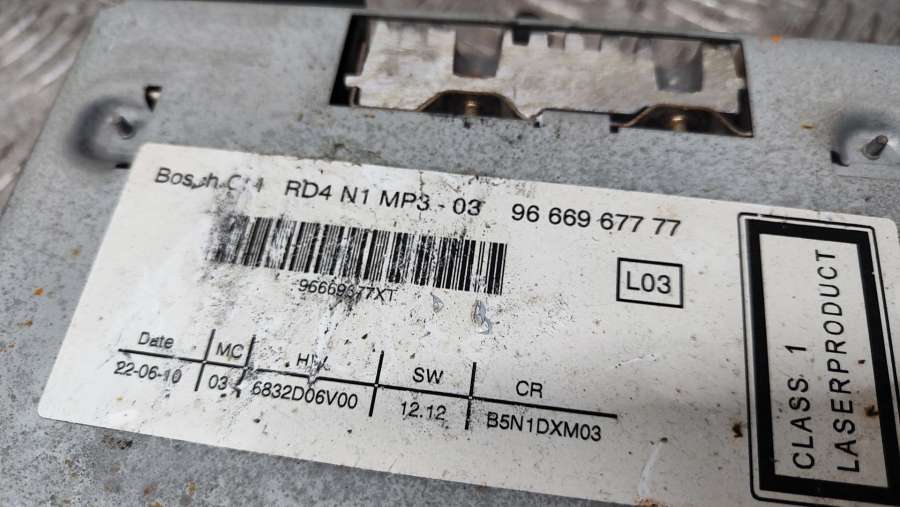 RD4 N1 MP3 - 03 96 669 677 77
L03
Date MC SW CR
22-06-10 03 6832D06V00 12.12 B5N1DXM03
CLASS 1
LASERPRODUCT